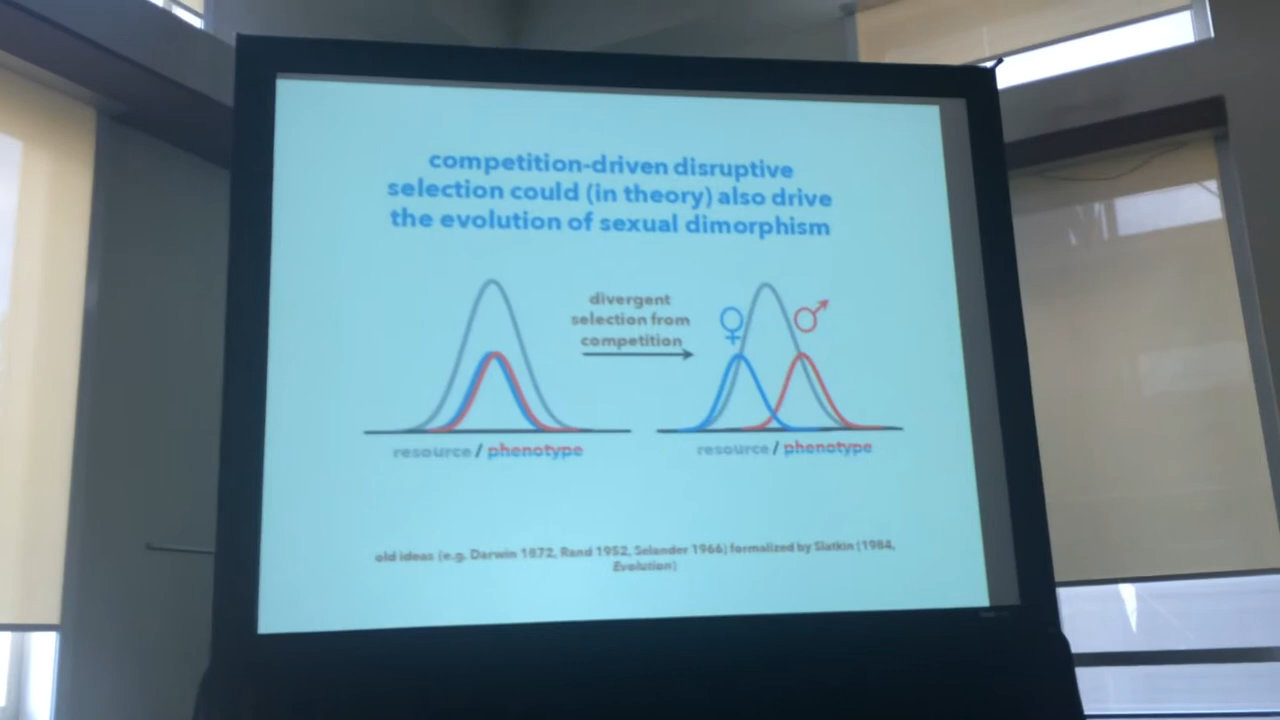 competition-driven disruptive
selection could (in theory) also drive
the evolution of sexual dimorphism
divergent
selection from
competition
resource / phenotype
resource / phenotype
old ideas (e.g. Darwin 1872, Rand 1952, Selander 1966) formalized by Slatkin (1984,
Evolution)